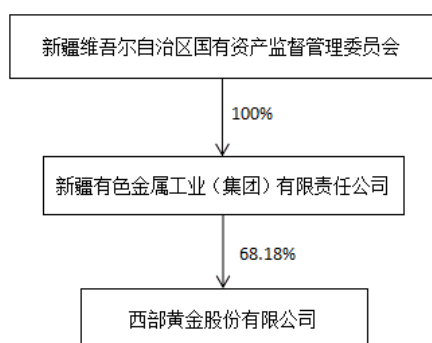 新疆维吾尔自治区国有资产监督管理委员会
100%
新疆有色金属工业（集团）有限责任公司
68.18%
西部黄金股份有限公司